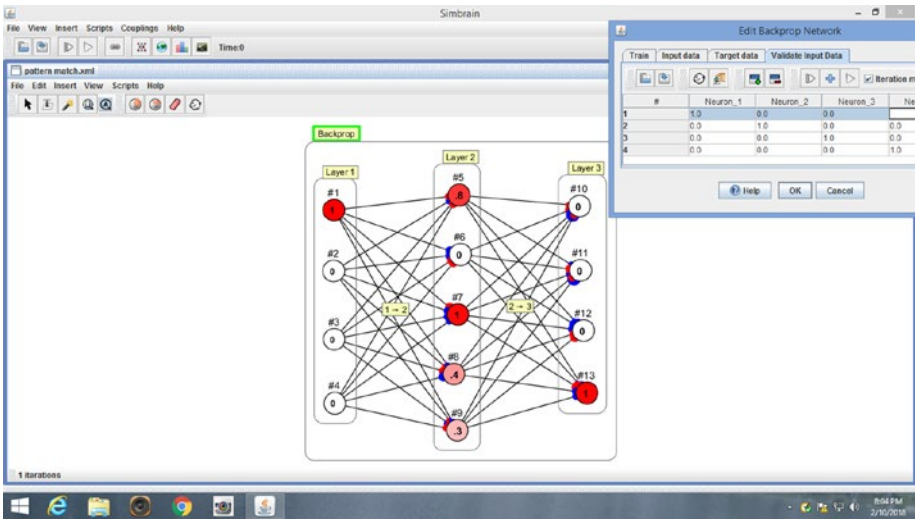 Simbrain
File View Insert Scripts Couplings Help
Time:0
pattern match.xml
File Edit Insert View Scripts Help
Backprop
Layer 1
Layer 2
Layer 3
#1
1
#2
0
#3
0
#4
0
1 → 2
#5
.8
#6
0
#7
1
#8
.4
#9
.3
2 → 3
#10
0
#11
0
#12
0
#13
1
1 iterations
Edit Backprop Network
Train Input data Target data Validate Input Data
Iteration m
# Neuron_1 Neuron_2 Neuron_3 Ne
1 1.0 0.0 0.0
2 0.0 1.0 0.0 0.0
3 0.0 0.0 1.0 0.0
4 0.0 0.0 0.0 1.0
Help OK Cancel
8:04 PM
2/10/2018